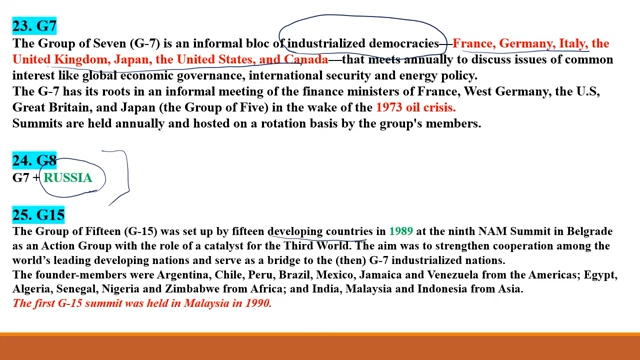 23. G7
The Group of Seven (G-7) is an informal bloc of industrialized democracies—France, Germany, Italy, the
United Kingdom, Japan, the United States, and Canada—that meets annually to discuss issues of common
interest like global economic governance, international security and energy policy.
The G-7 has its roots in an informal meeting of the finance ministers of France, West Germany, the U.S,
Great Britain, and Japan (the Group of Five) in the wake of the 1973 oil crisis.
Summits are held annually and hosted on a rotation basis by the group's members.
24. G8
G7 + RUSSIA
25. G15
The Group of Fifteen (G-15) was set up by fifteen developing countries in 1989 at the ninth NAM Summit in Belgrade
as an Action Group with the role of a catalyst for the Third World. The aim was to strengthen cooperation among the
world's leading developing nations and serve as a bridge to the (then) G-7 industrialized nations.
The founder-members were Argentina, Chile, Peru, Brazil, Mexico, Jamaica and Venezuela from the Americas; Egypt,
Algeria, Senegal, Nigeria and Zimbabwe from Africa; and India, Malaysia and Indonesia from Asia.
The first G-15 summit was held in Malaysia in 1990.